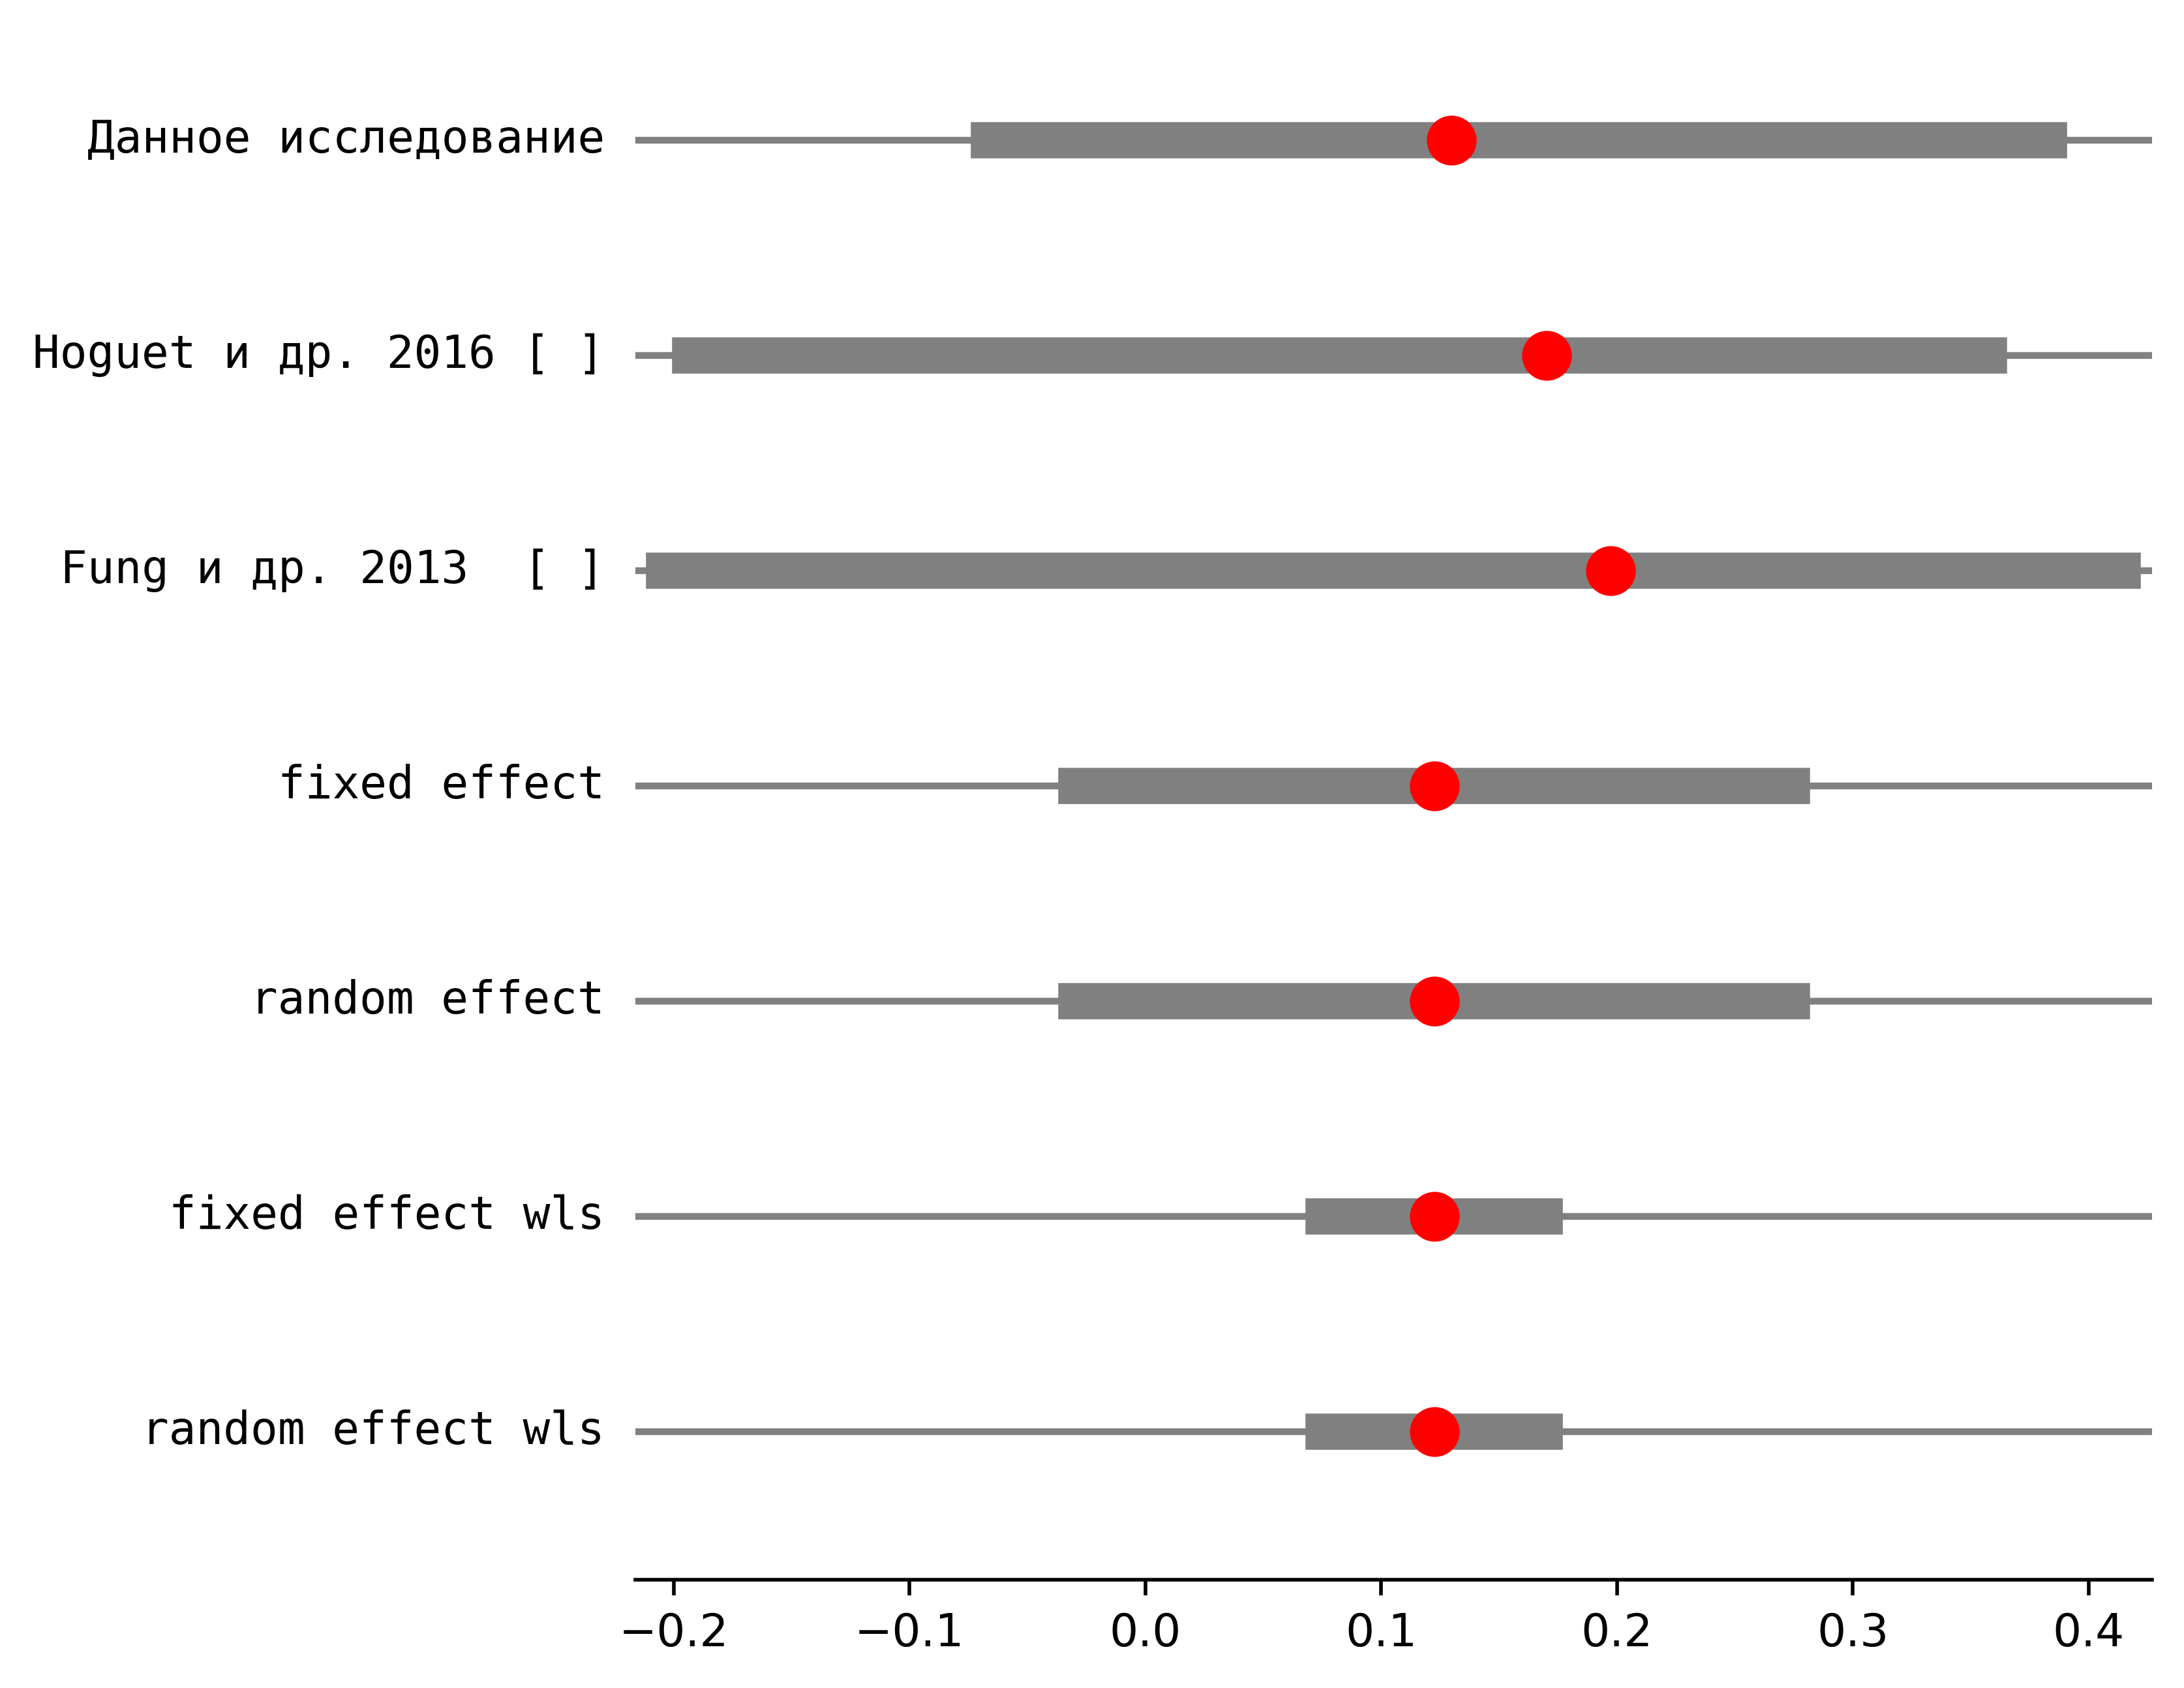 Данное исследование
Hoguet и др. 2016 [ ]
Fung и др. 2013  [ ]
fixed effect
random effect
fixed effect wls
random effect wls
−0.2 −0.1 0.0 0.1 0.2 0.3 0.4